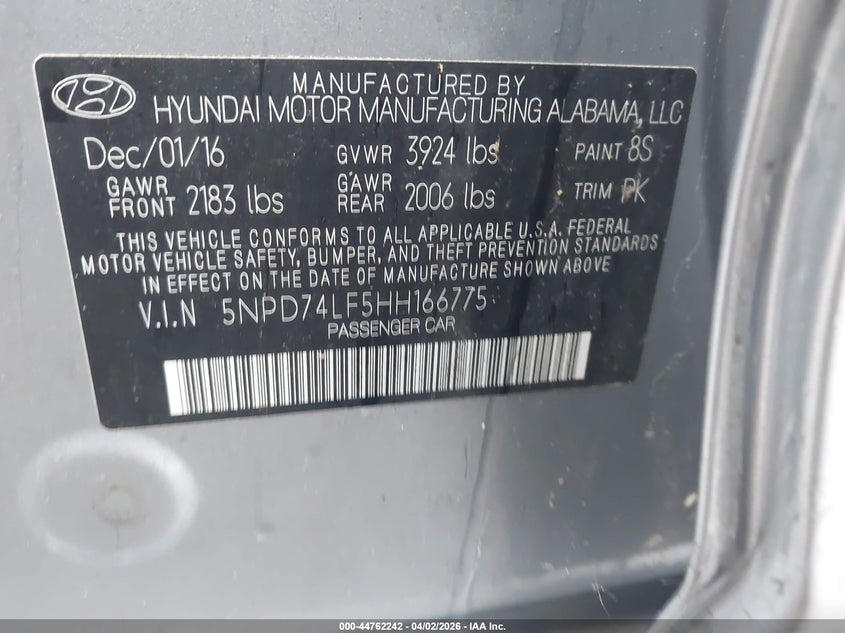 MANUFACTURED BY
HYUNDAI MOTOR MANUFACTURING ALABAMA, LLC
Dec/01/16 GVWR 3924 lbs PAINT 8S
GAWR FRONT 2183 lbs GAWR REAR 2006 lbs TRIM PK
THIS VEHICLE CONFORMS TO ALL APPLICABLE U.S.A. FEDERAL
MOTOR VEHICLE SAFETY, BUMPER, AND THEFT PREVENTION STANDARDS
IN EFFECT ON THE DATE OF MANUFACTURE SHOWN ABOVE
V.I.N 5NPD74LF5HH166775
PASSENGER CAR
000-44762242 - 04/02/2026 - IAA Inc.